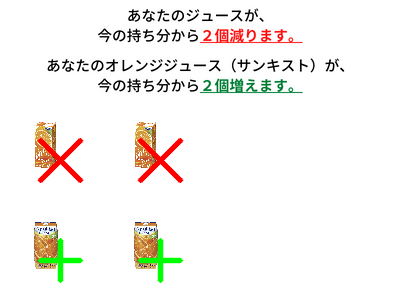 あなたのジュースが、
今の持ち分から２個減ります。
あなたのオレンジジュース（サンキスト）が、
今の持ち分から２個増えます。